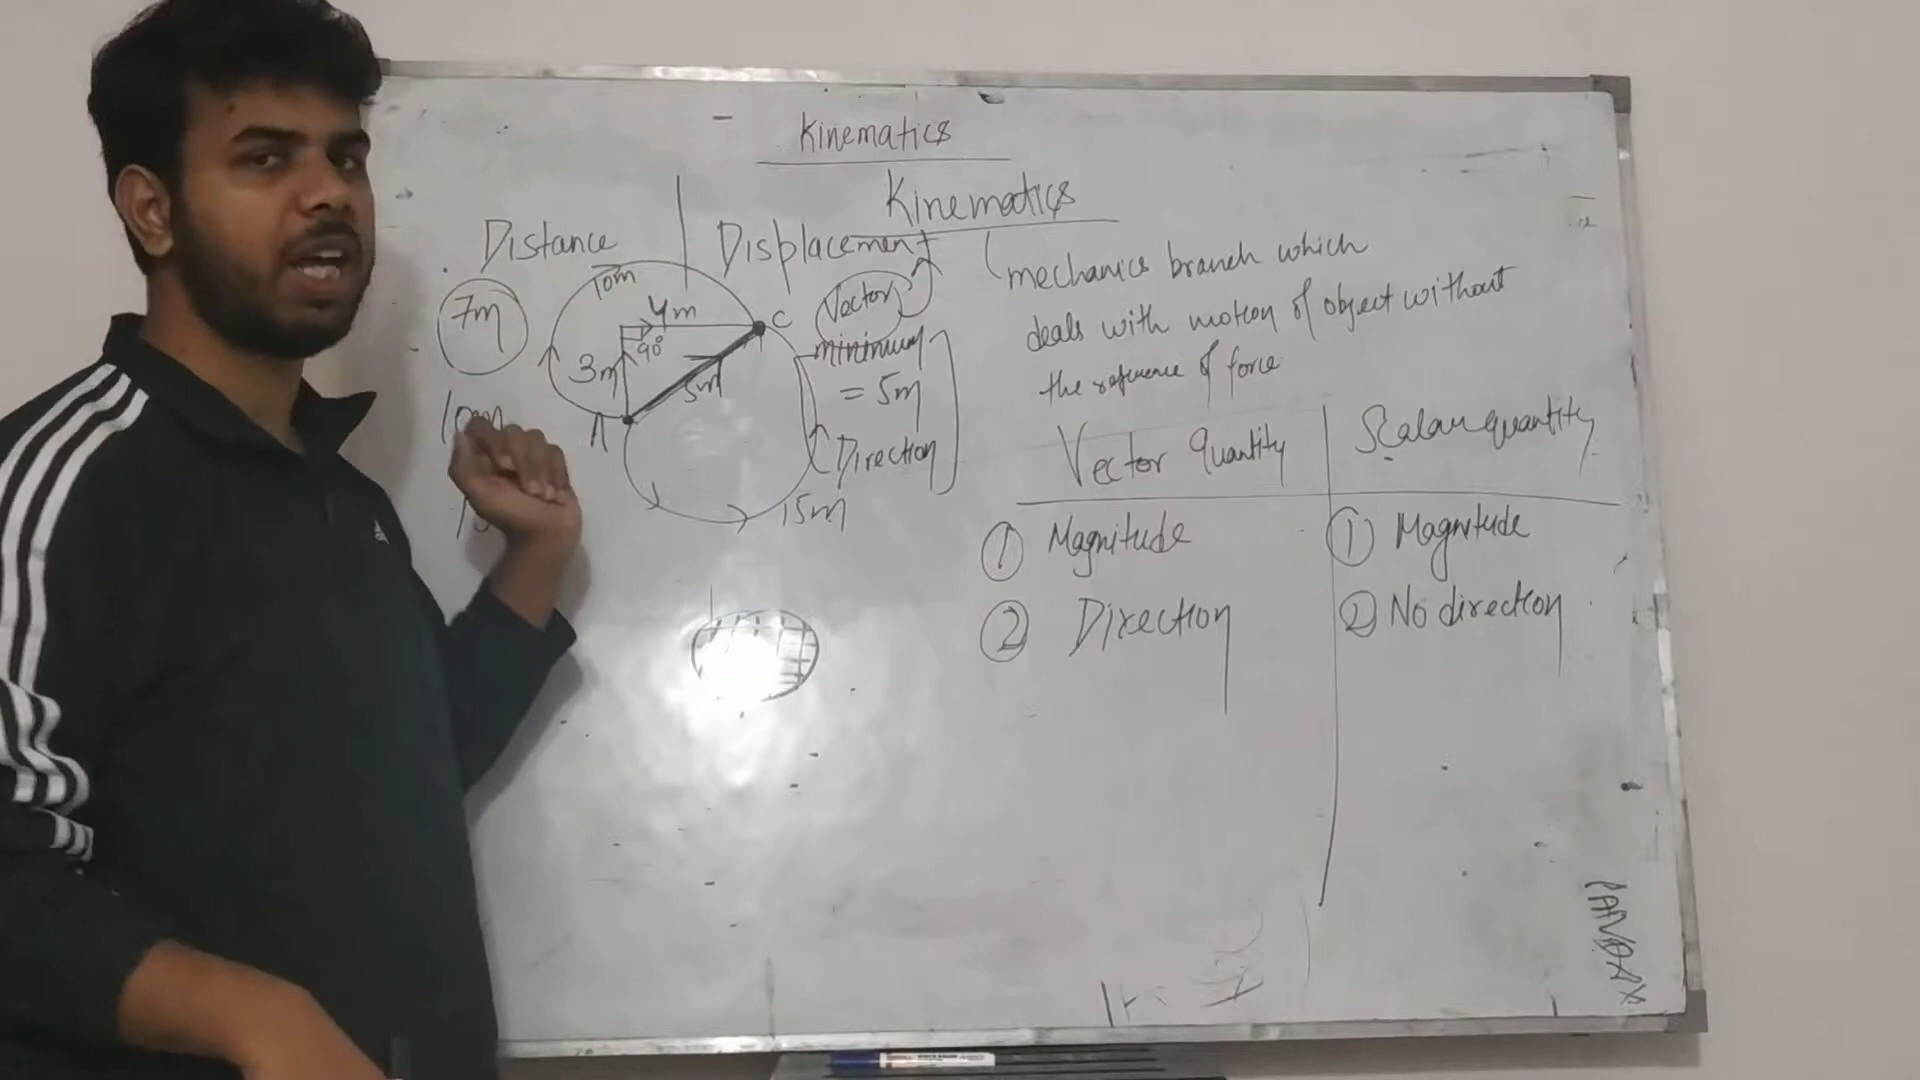 Kinematics
Kinematics
Distance
Displacement
(mechanics branch which
deals with motion of object without
the reference of force
7m
10m
4m
C
90°
3m
5m
A
Vector
minimum
= 5m
Direction
15m
10m
Vector Quantity
Scalar quantity
① Magnitude
② Direction
① Magnitude
② No direction